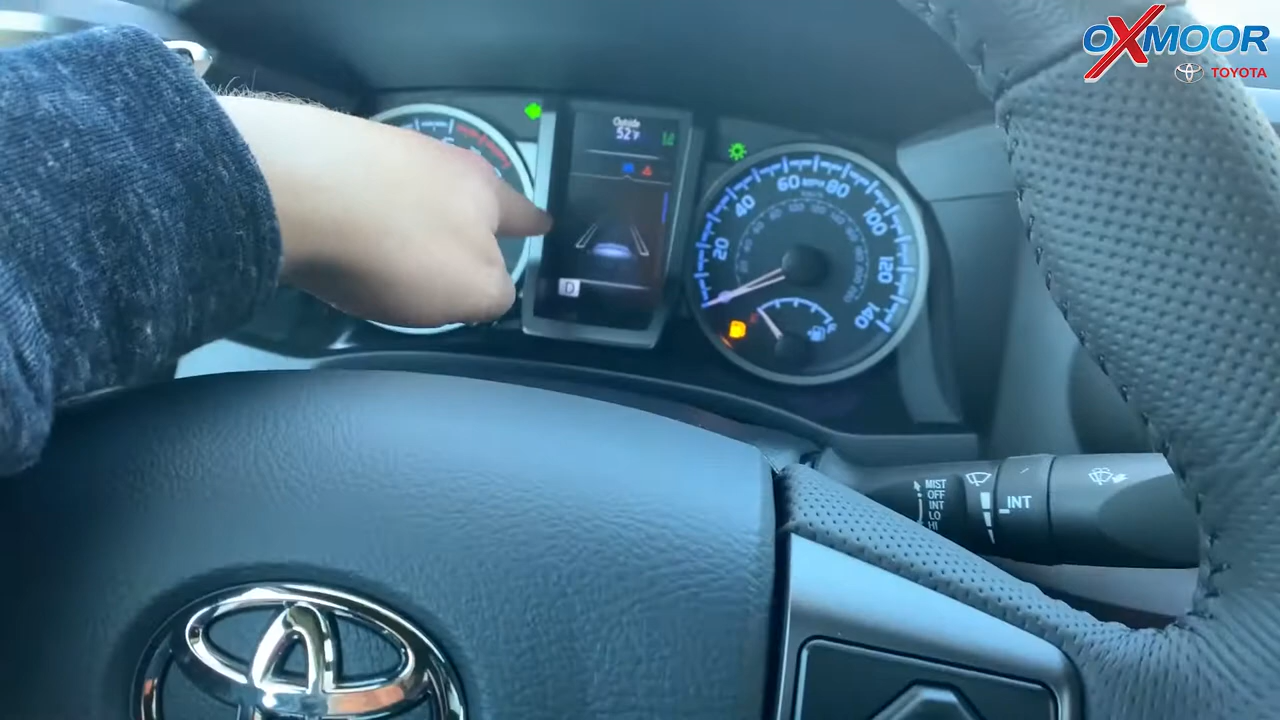 OXMOOR
TOYOTA
Outside
52°F
D
20
40
60 MPH 80
100
120
140
MIST
OFF
INT
LO
HI
INT